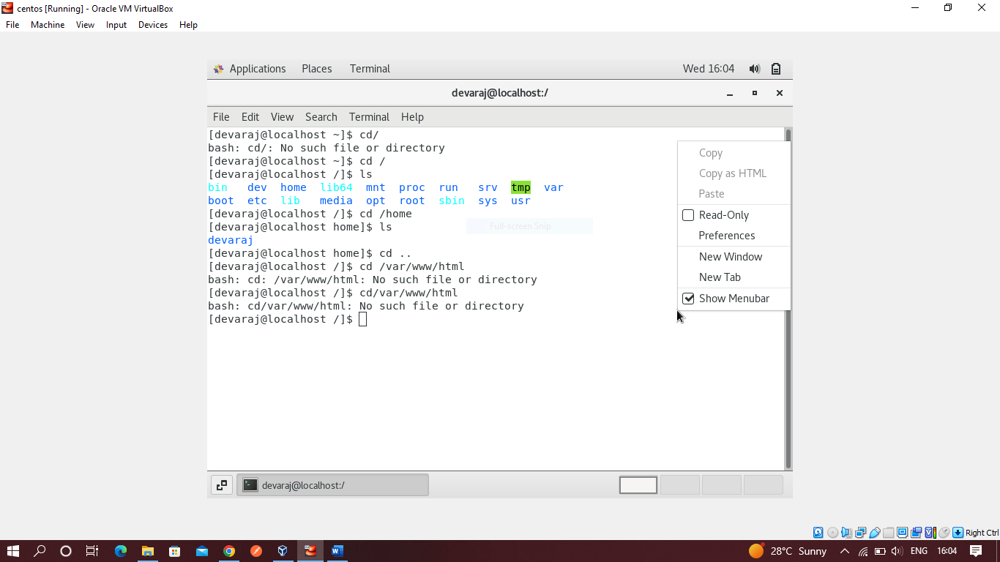 centos [Running] - Oracle VM VirtualBox
File Machine View Input Devices Help
Applications Places Terminal Wed 16:04
devaraj@localhost:/
File Edit View Search Terminal Help
[devaraj@localhost ~]$ cd/
bash: cd/: No such file or directory
[devaraj@localhost ~]$ cd /
[devaraj@localhost /]$ ls
bin dev home lib64 mnt proc run srv tmp var
boot etc lib media opt root sbin sys usr
[devaraj@localhost /]$ cd /home
[devaraj@localhost home]$ ls
Full-screen Snip
devaraj
[devaraj@localhost home]$ cd ..
[devaraj@localhost /]$ cd /var/www/html
bash: cd: /var/www/html: No such file or directory
[devaraj@localhost /]$ cd/var/www/html
bash: cd/var/www/html: No such file or directory
[devaraj@localhost /]$
Copy
Copy as HTML
Paste
Read-Only
Preferences
New Window
New Tab
Show Menubar
devaraj@localhost:/
Right Ctrl
28°C Sunny ENG 16:04